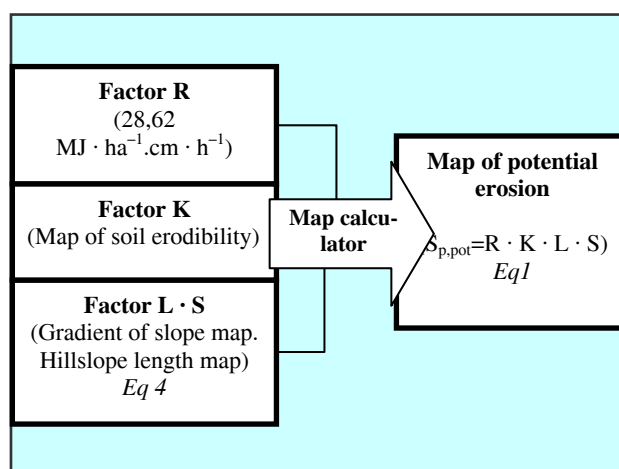 Factor R
(28,62
MJ · ha⁻¹.cm · h⁻¹)
Factor K
(Map of soil erodibility)
Factor L · S
(Gradient of slope map.
Hillslope length map)
Eq 4
Map calcu-
lator
Map of potential
erosion
S_{p,pot}=R · K · L · S)
Eq1